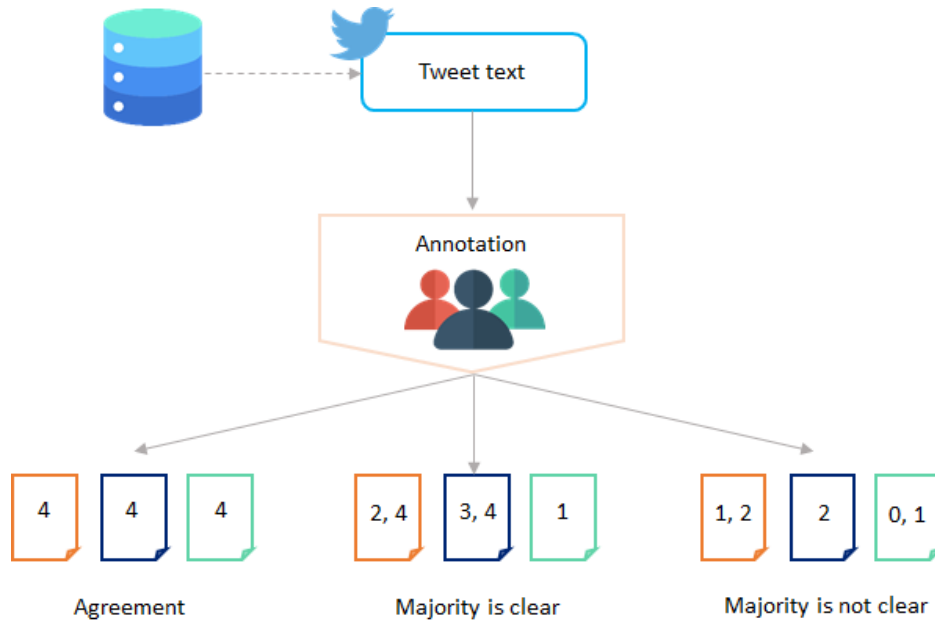 Tweet text
Annotation
4 4 4 2, 4 3, 4 1 1, 2 2 0, 1
Agreement Majority is clear Majority is not clear